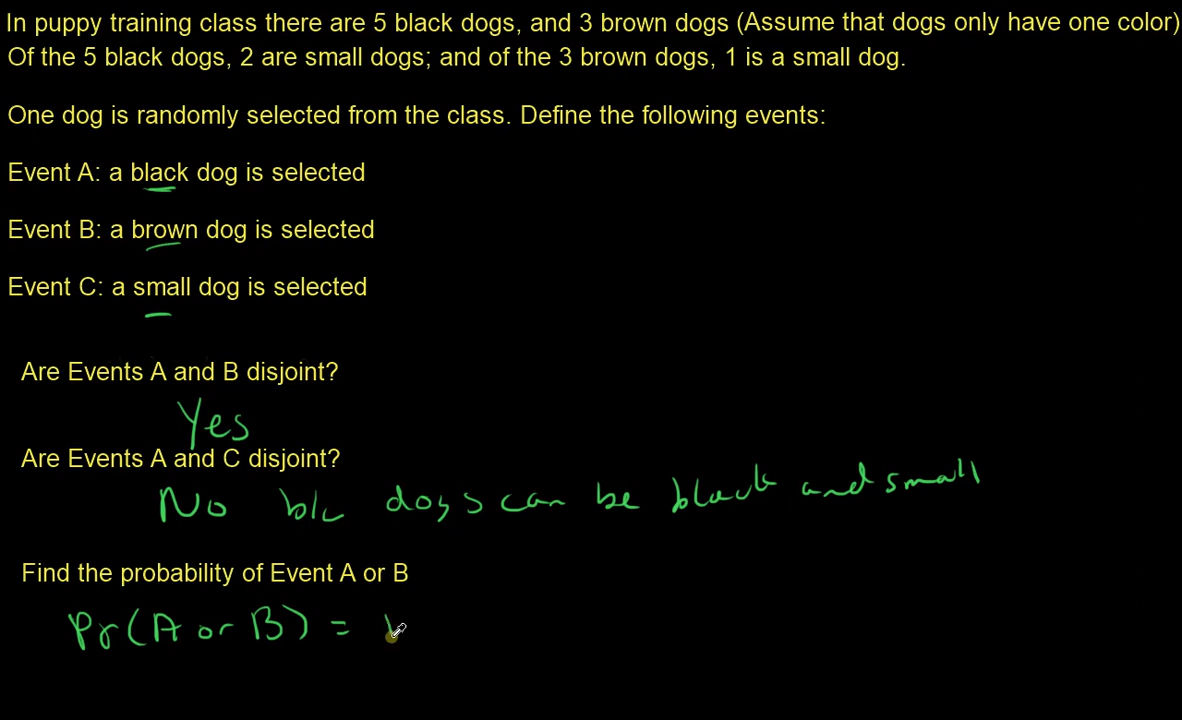 In puppy training class there are 5 black dogs, and 3 brown dogs (Assume that dogs only have one color)
Of the 5 black dogs, 2 are small dogs; and of the 3 brown dogs, 1 is a small dog.
One dog is randomly selected from the class. Define the following events:
Event A: a black dog is selected
Event B: a brown dog is selected
Event C: a small dog is selected
Are Events A and B disjoint?
Yes
Are Events A and C disjoint?
No b/c dogs can be black and small
Find the probability of Event A or B
Pr(A or B) =